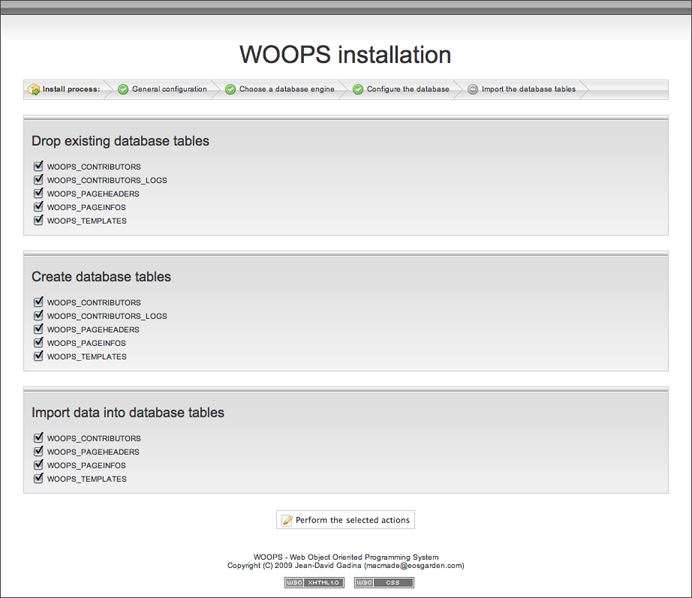 WOOPS installation
Install process: General configuration Choose a database engine Configure the database Import the database tables
Drop existing database tables
WOOPS_CONTRIBUTORS
WOOPS_CONTRIBUTORS_LOGS
WOOPS_PAGEHEADERS
WOOPS_PAGEINFOS
WOOPS_TEMPLATES
Create database tables
WOOPS_CONTRIBUTORS
WOOPS_CONTRIBUTORS_LOGS
WOOPS_PAGEHEADERS
WOOPS_PAGEINFOS
WOOPS_TEMPLATES
Import data into database tables
WOOPS_CONTRIBUTORS
WOOPS_PAGEHEADERS
WOOPS_PAGEINFOS
WOOPS_TEMPLATES
Perform the selected actions
WOOPS - Web Object Oriented Programming System
Copyright (C) 2009 Jean-David Gadina (macmade@eosgarden.com)
W3C XHTML 1.0 W3C CSS